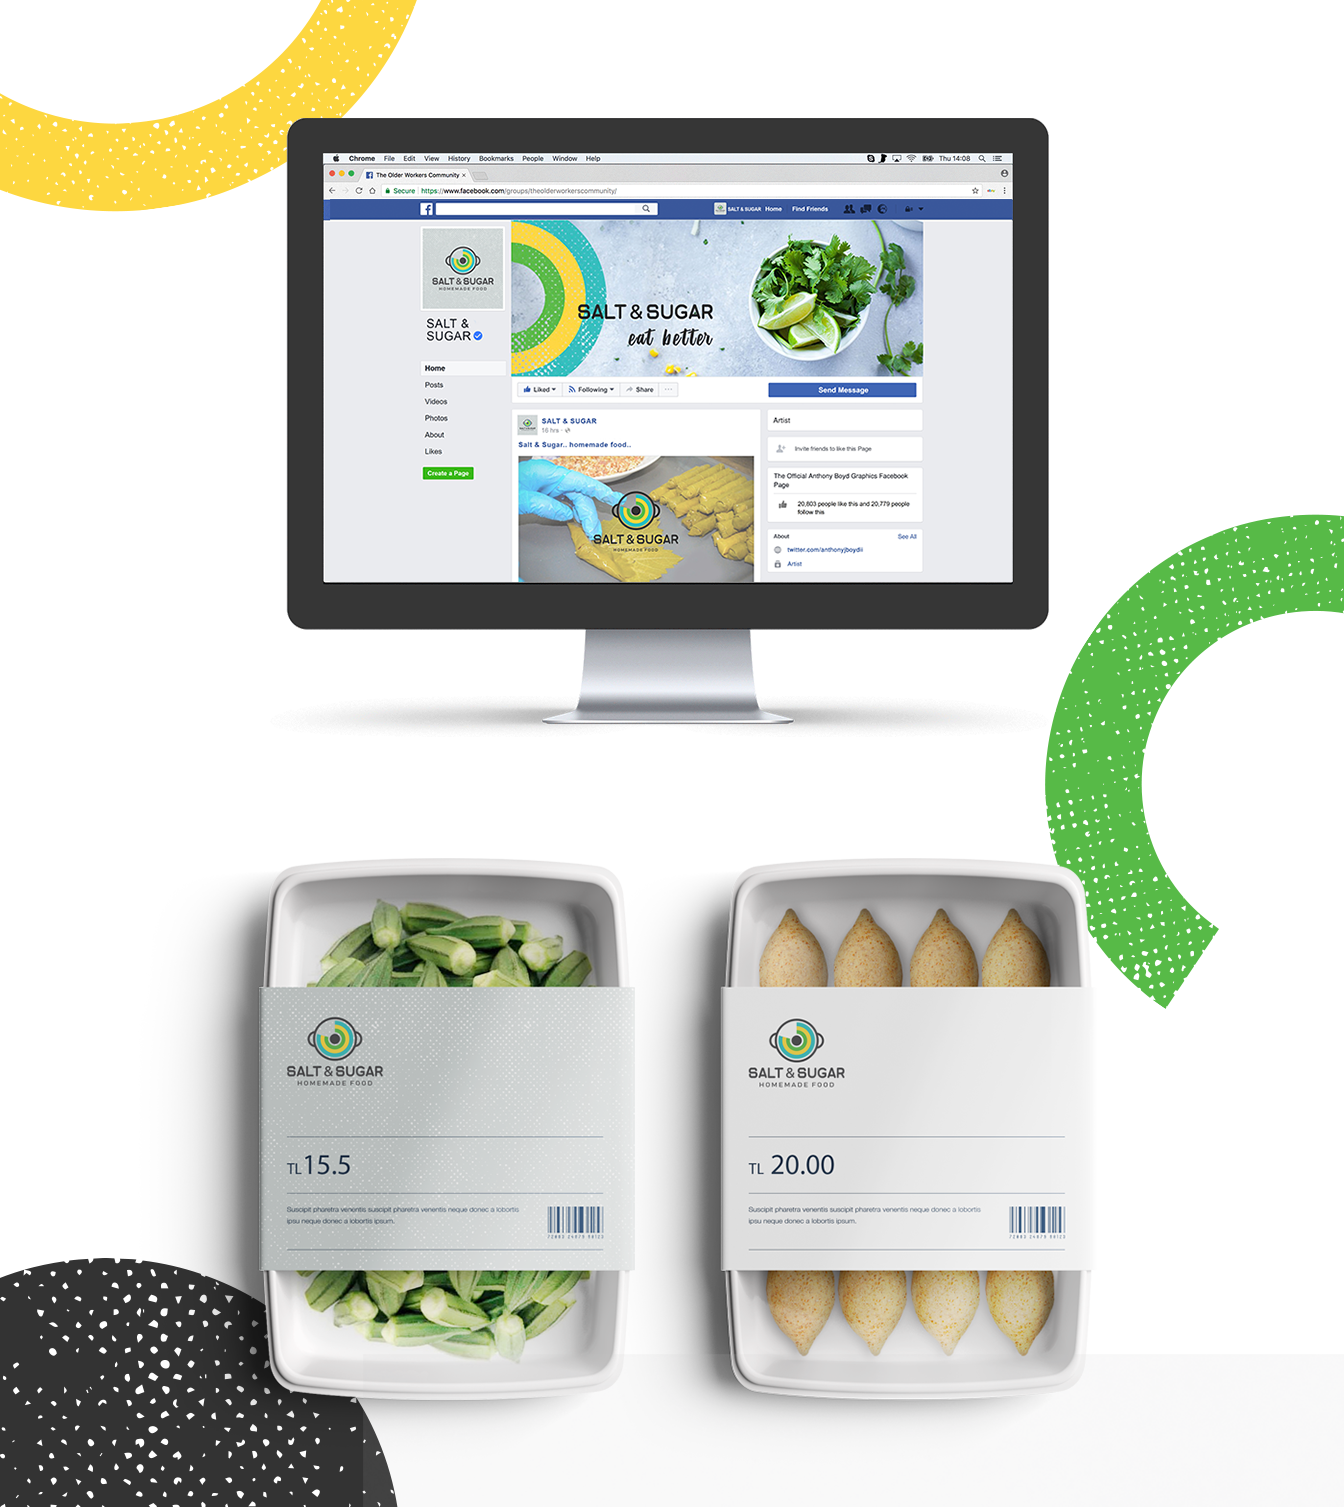 Chrome File Edit View History Bookmarks People Window Help
Thu 14:08
The Older Workers Community ×
Secure https://www.facebook.com/groups/theolderworkerscommunity/
SALT & SUGAR Home Find Friends
SALT & SUGAR
HOMEMADE FOOD
SALT &
SUGAR
SALT & SUGAR
eat better
Home
Posts
Videos
Photos
About
Likes
Create a Page
Liked
Following
Share
Send Message
SALT & SUGAR
16 hrs
Salt & Sugar.. homemade food..
SALT & SUGAR
HOMEMADE FOOD
Artist
Invite friends to like this Page
The Official Anthony Boyd Graphics Facebook
Page
20,803 people like this and 20,779 people
follow this
About See All
twitter.com/anthonyjboydii
Artist
SALT & SUGAR
HOMEMADE FOOD
TL15.5
Suscipit pharetra venentis suscipit pharetra venentis neque donec a lobortis
ipsu neque donec a lobortis ipsum.
SALT & SUGAR
HOMEMADE FOOD
TL 20.00
Suscipit pharetra venentis suscipit pharetra venentis neque donec a lobortis
ipsu neque donec a lobortis ipsum.